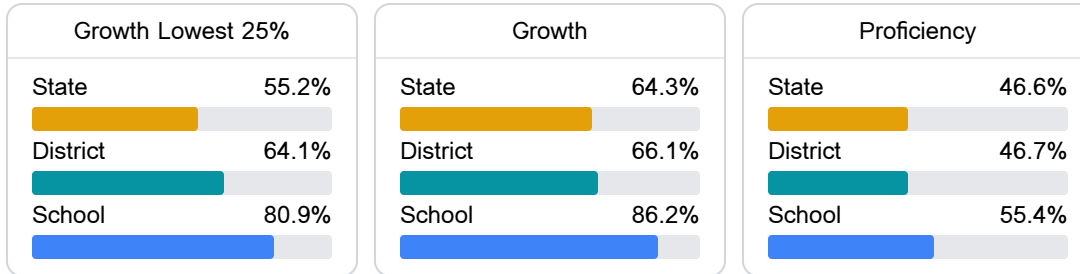 Growth Lowest 25%
State 55.2%
District 64.1%
School 80.9%
Growth
State 64.3%
District 66.1%
School 86.2%
Proficiency
State 46.6%
District 46.7%
School 55.4%